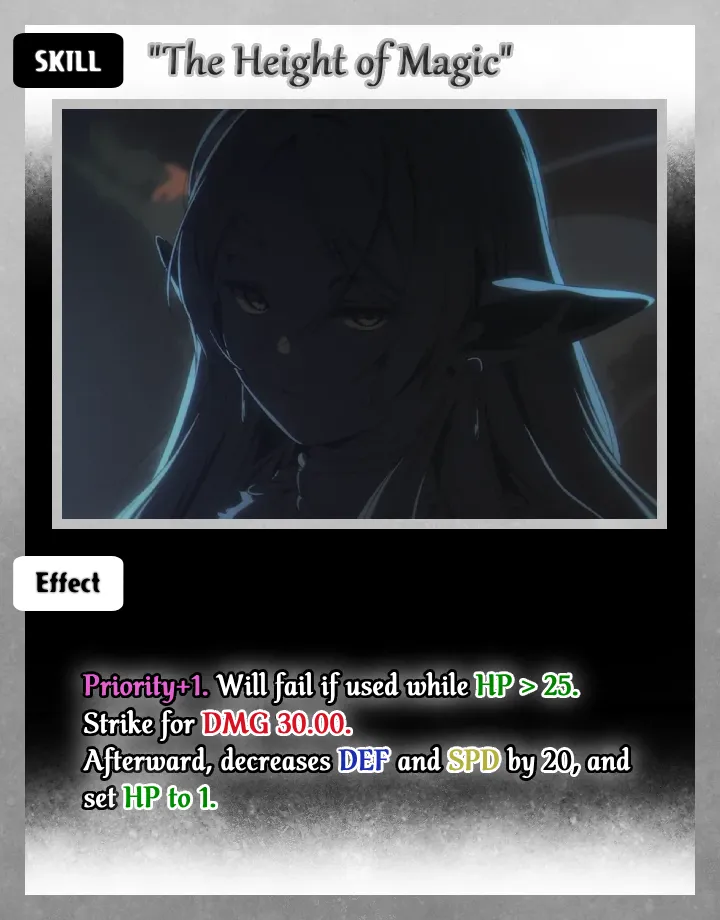 SKILL
"The Height of Magic"
Effect
Priority+1. Will fail if used while HP > 25.
Strike for DMG 30.00.
Afterward, decreases DEF and SPD by 20, and
set HP to 1.